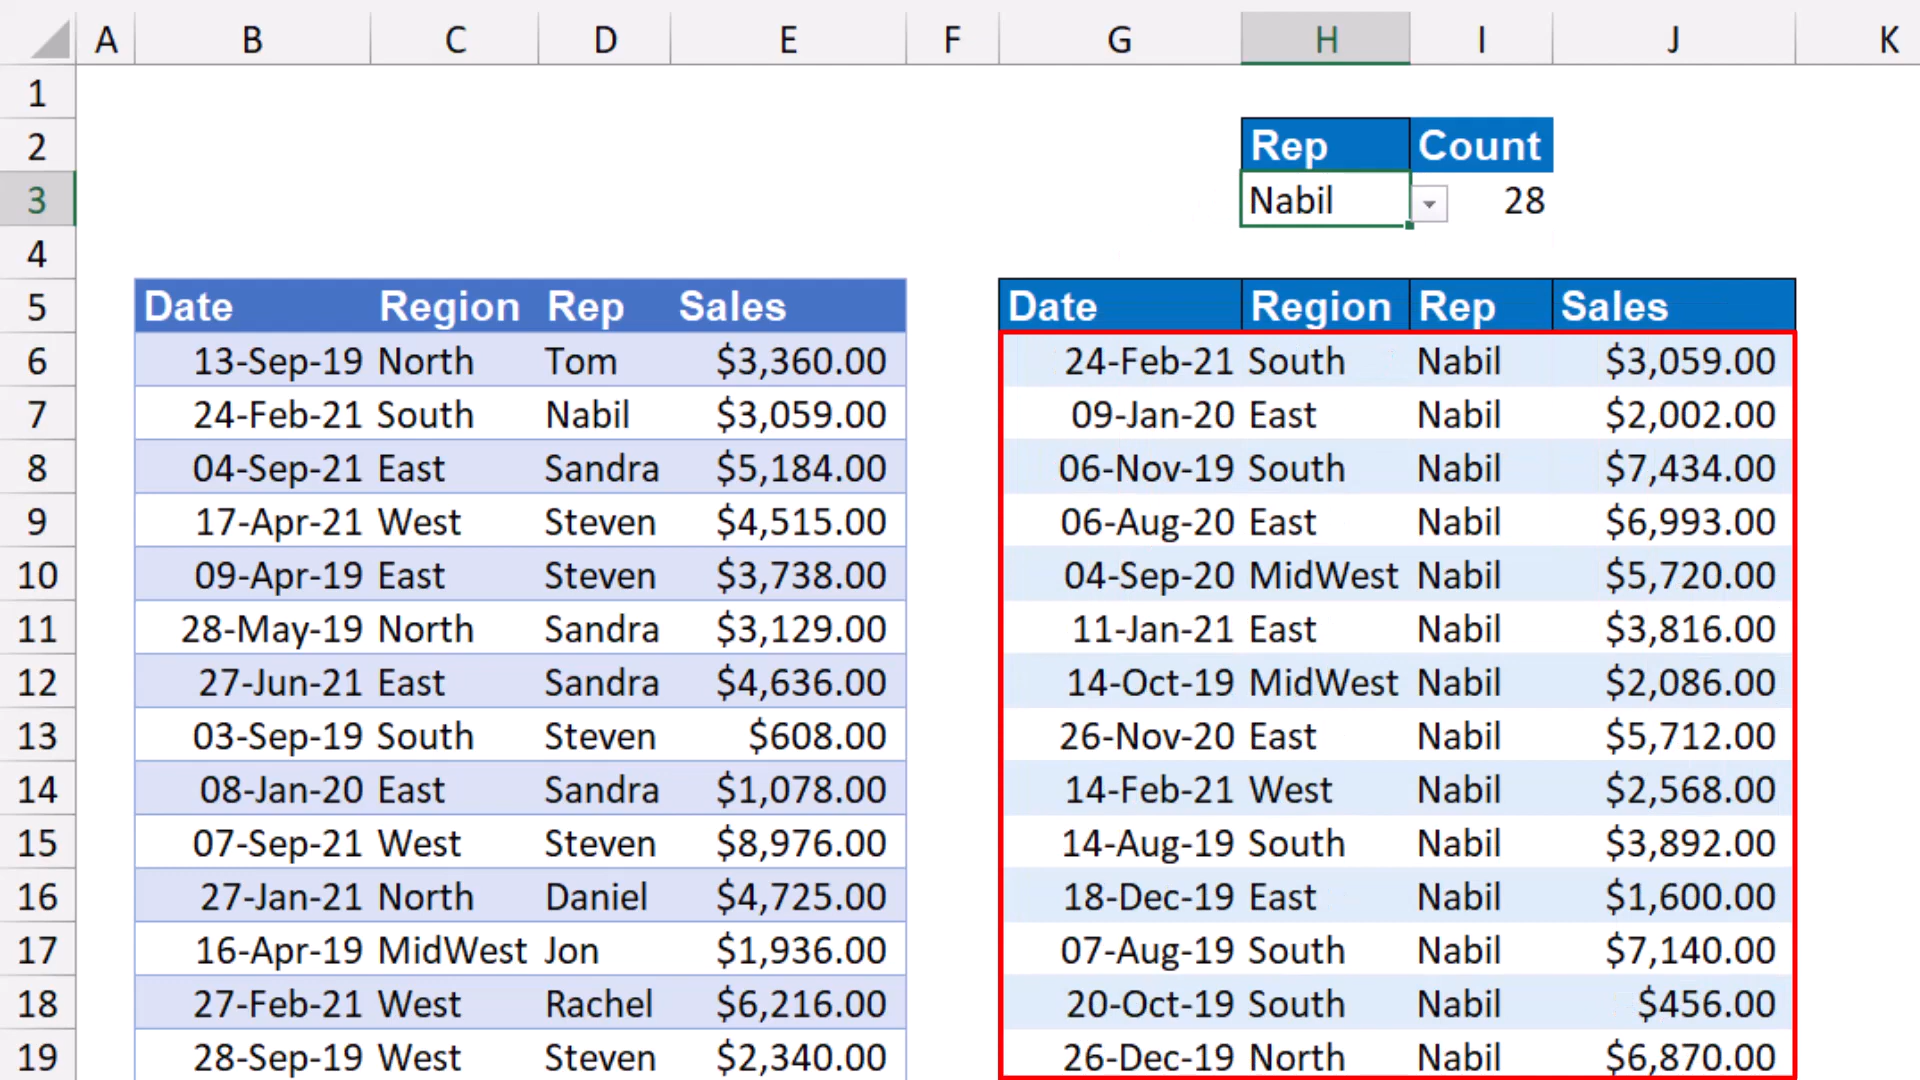 A B C D E F G H I J K
1
2 Rep Count
3 Nabil 28
4
5 Date Region Rep Sales Date Region Rep Sales
6 13-Sep-19 North Tom $3,360.00 24-Feb-21 South Nabil $3,059.00
7 24-Feb-21 South Nabil $3,059.00 09-Jan-20 East Nabil $2,002.00
8 04-Sep-21 East Sandra $5,184.00 06-Nov-19 South Nabil $7,434.00
9 17-Apr-21 West Steven $4,515.00 06-Aug-20 East Nabil $6,993.00
10 09-Apr-19 East Steven $3,738.00 04-Sep-20 MidWest Nabil $5,720.00
11 28-May-19 North Sandra $3,129.00 11-Jan-21 East Nabil $3,816.00
12 27-Jun-21 East Sandra $4,636.00 14-Oct-19 MidWest Nabil $2,086.00
13 03-Sep-19 South Steven $608.00 26-Nov-20 East Nabil $5,712.00
14 08-Jan-20 East Sandra $1,078.00 14-Feb-21 West Nabil $2,568.00
15 07-Sep-21 West Steven $8,976.00 14-Aug-19 South Nabil $3,892.00
16 27-Jan-21 North Daniel $4,725.00 18-Dec-19 East Nabil $1,600.00
17 16-Apr-19 MidWest Jon $1,936.00 07-Aug-19 South Nabil $7,140.00
18 27-Feb-21 West Rachel $6,216.00 20-Oct-19 South Nabil $456.00
19 28-Sep-19 West Steven $2,340.00 26-Dec-19 North Nabil $6,870.00